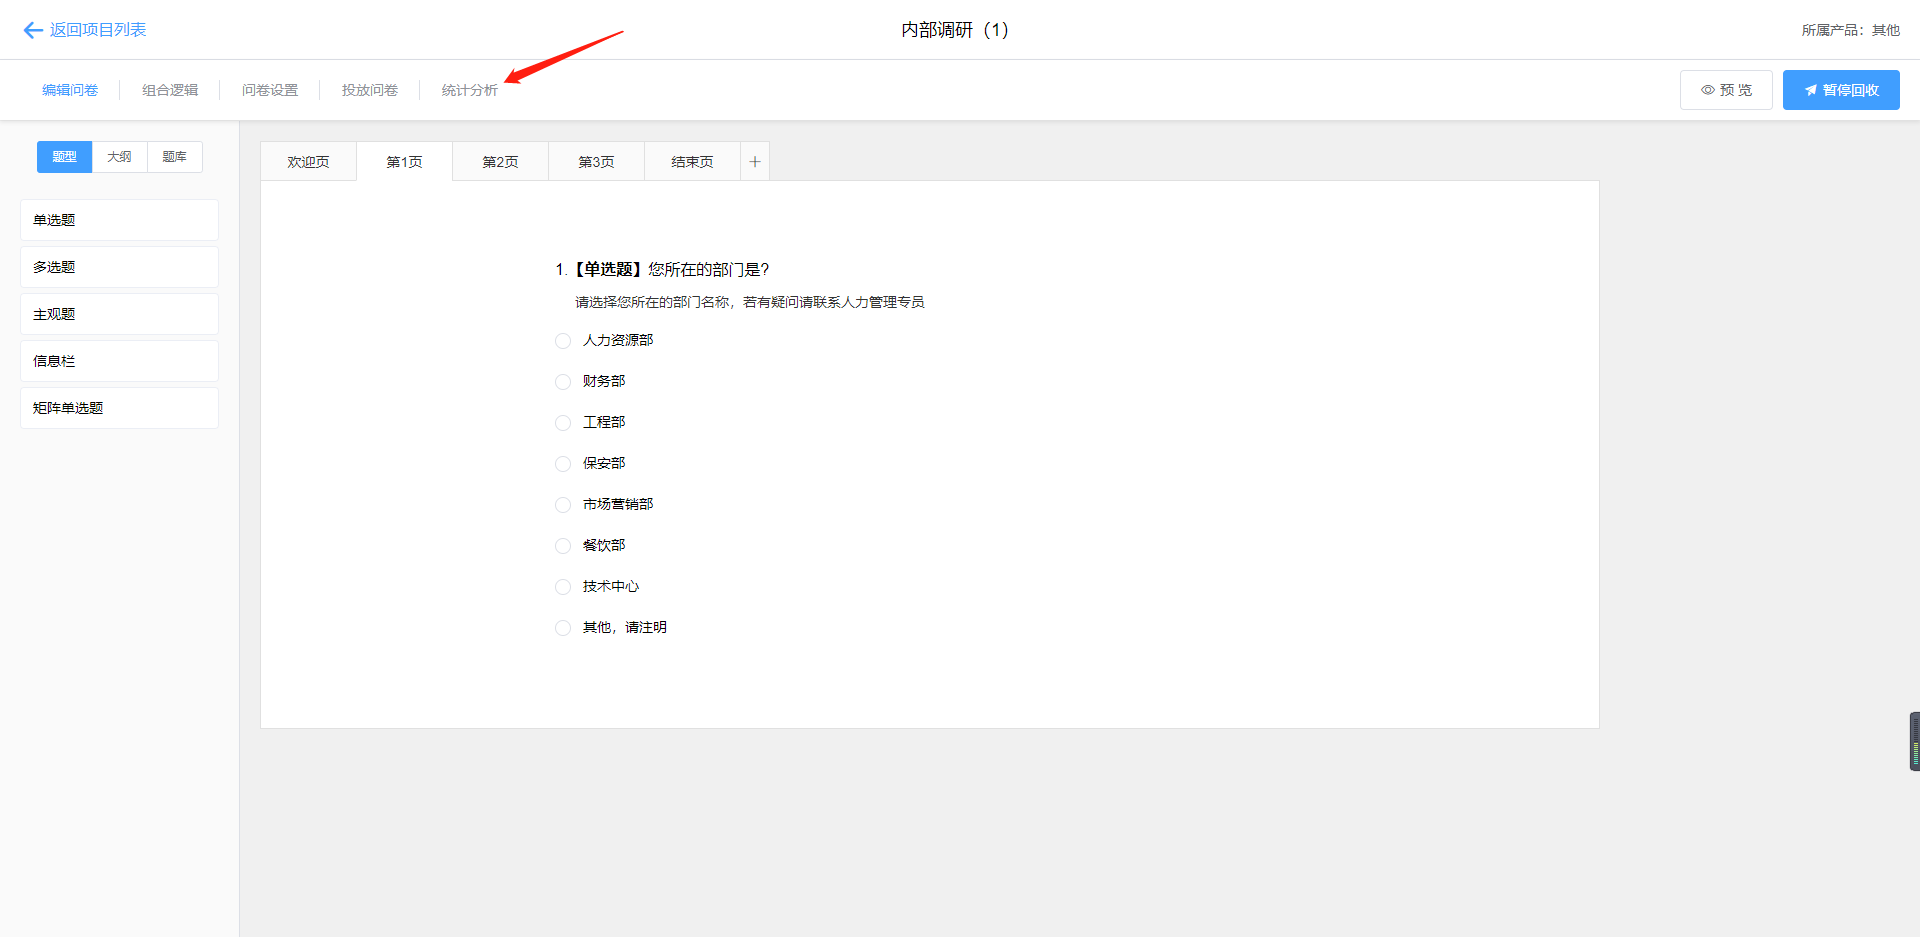 返回项目列表
内部调研（1）
所属产品：其他
编辑问卷
组合逻辑
问卷设置
投放问卷
统计分析
预 览
暂停回收
题型
大纲
题库
单选题
多选题
主观题
信息栏
矩阵单选题
欢迎页
第1页
第2页
第3页
结束页
1.【单选题】您所在的部门是?
请选择您所在的部门名称，若有疑问请联系人力管理专员
人力资源部
财务部
工程部
保安部
市场营销部
餐饮部
技术中心
其他，请注明